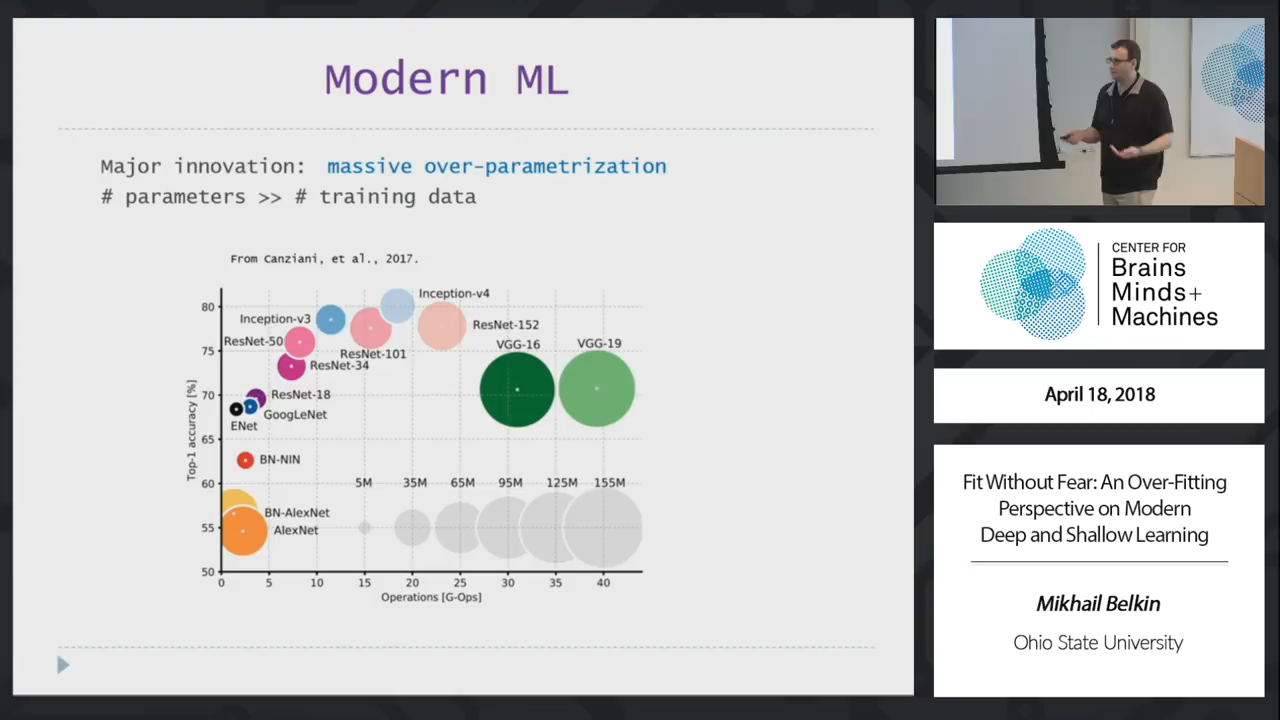 Modern ML
Major innovation: massive over-parametrization
# parameters >> # training data
From Canziani, et al., 2017.
Top-1 accuracy [%]
80
75
70
65
60
55
50
Inception-v4
Inception-v3
ResNet-152
ResNet-50
VGG-16
VGG-19
ResNet-101
ResNet-34
ResNet-18
GoogLeNet
ENet
BN-NIN
5M 35M 65M 95M 125M 155M
BN-AlexNet
AlexNet
0 5 10 15 20 25 30 35 40
Operations [G-Ops]
CENTER FOR
Brains
Minds+
Machines
April 18, 2018
Fit Without Fear: An Over-Fitting
Perspective on Modern
Deep and Shallow Learning
Mikhail Belkin
Ohio State University